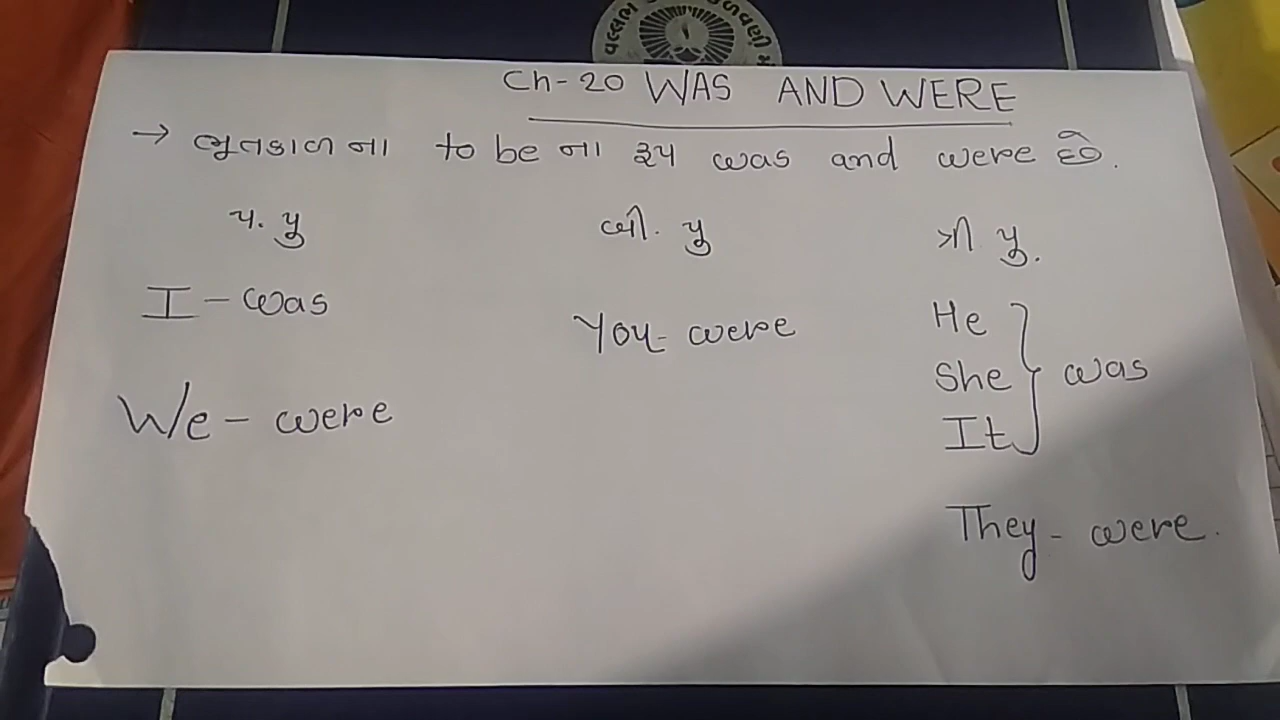 Ch-20 WAS AND WERE
→ ભૂતકાળ ના to be ના રૂપ was and were છે.
પ. પુ
બી. પુ
ત્રી પુ.
I - was
You - were
He
She
It
was
We - were
They - were.